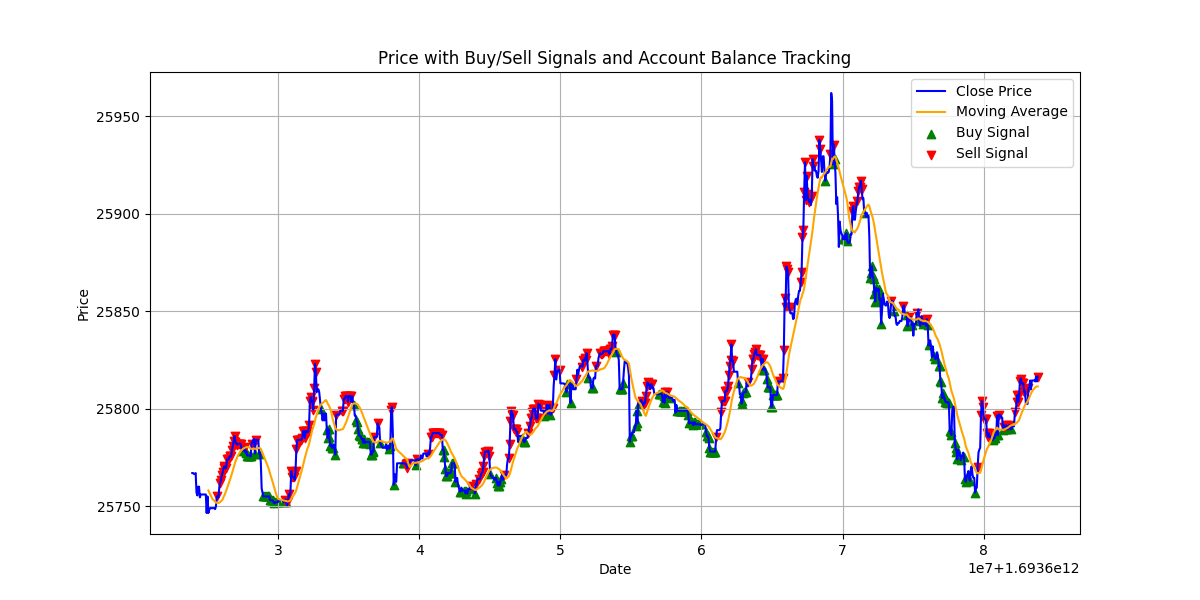 Price with Buy/Sell Signals and Account Balance Tracking
Close Price
Moving Average
Buy Signal
Sell Signal
25950
25900
25850
25800
25750
Price
3 4 5 6 7 8
Date
1e7+1.6936e12